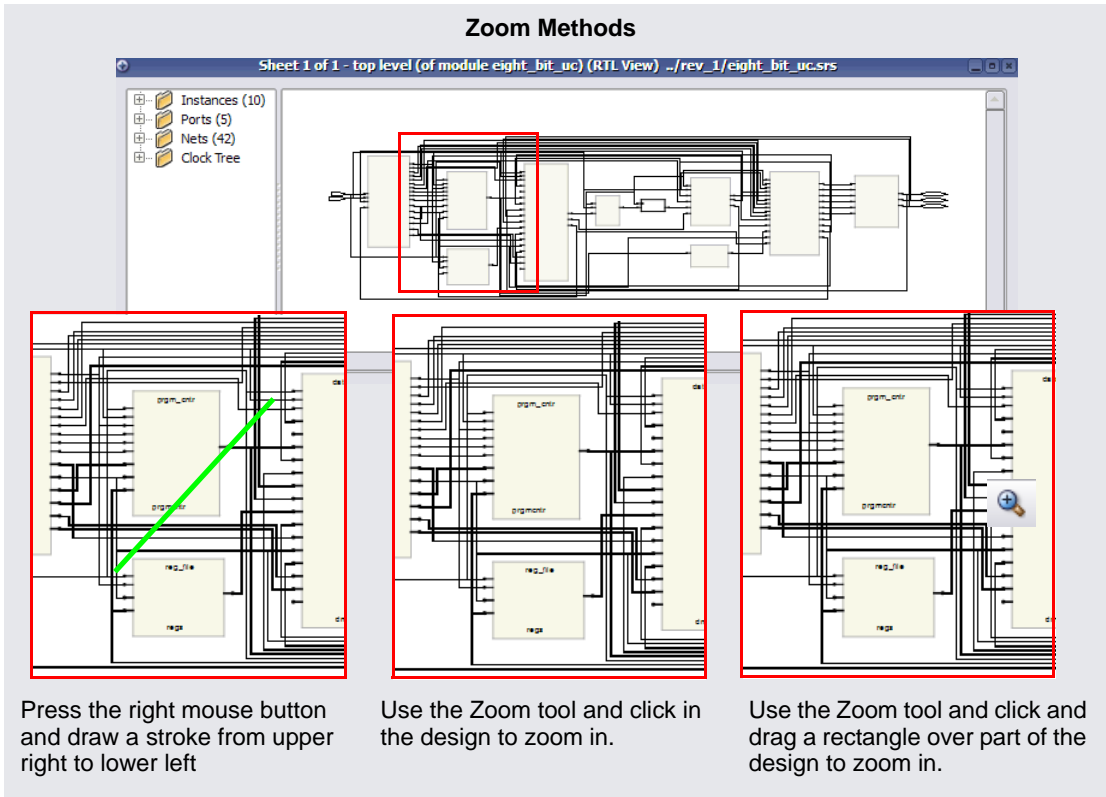 Zoom Methods
Sheet 1 of 1 - top level (of module eight_bit_uc) (RTL View) ../rev_1/eight_bit_uc.srs
Instances (10)
Ports (5)
Nets (42)
Clock Tree
prgm_cntr
prgmcntr
reg_file
regs
prgm_cntr
prgmcntr
reg_file
regs
prgm_cntr
prgmcntr
reg_file
regs
Press the right mouse button
and draw a stroke from upper
right to lower left
Use the Zoom tool and click in
the design to zoom in.
Use the Zoom tool and click and
drag a rectangle over part of the
design to zoom in.